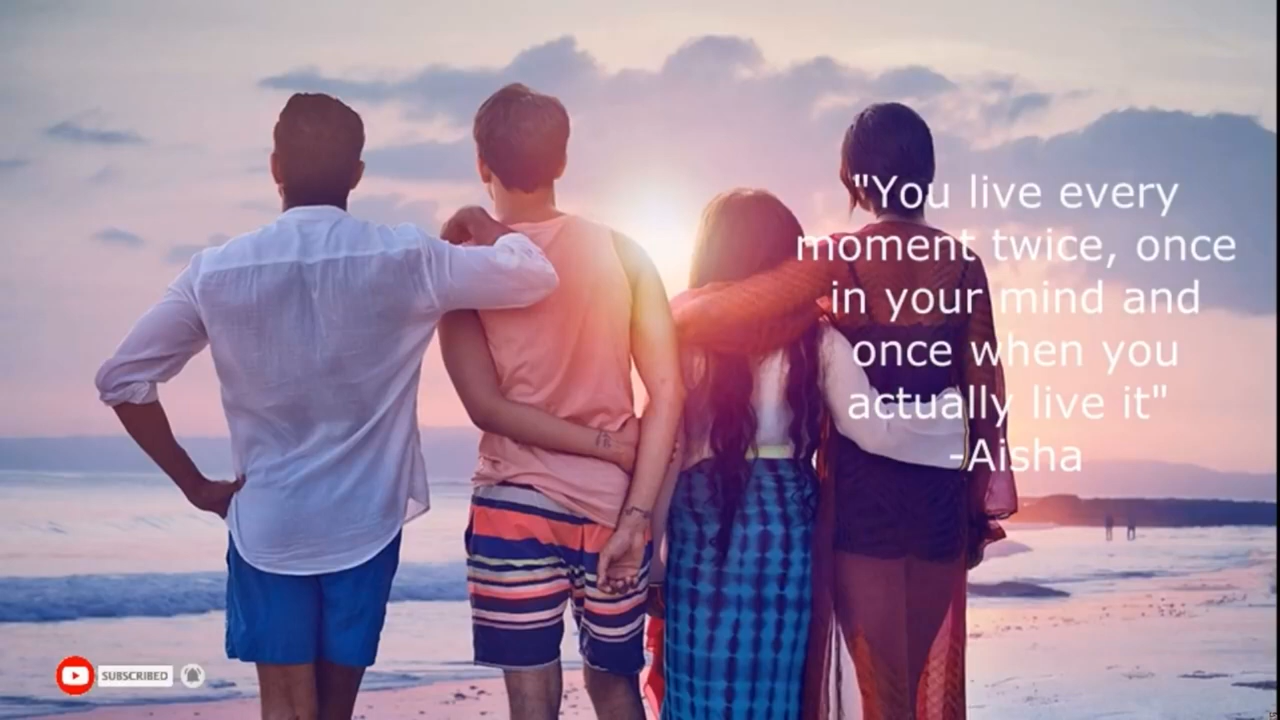 "You live every
moment twice, once
in your mind and
once when you
actually live it"
-Aisha
SUBSCRIBED